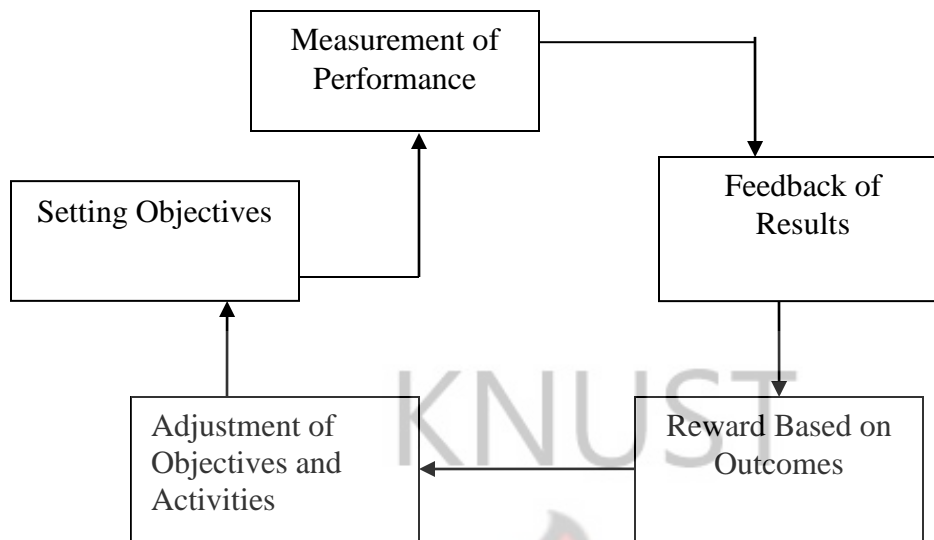 Measurement of
Performance
Setting Objectives
Feedback of
Results
KNUST
Adjustment of
Objectives and
Activities
Reward Based on
Outcomes